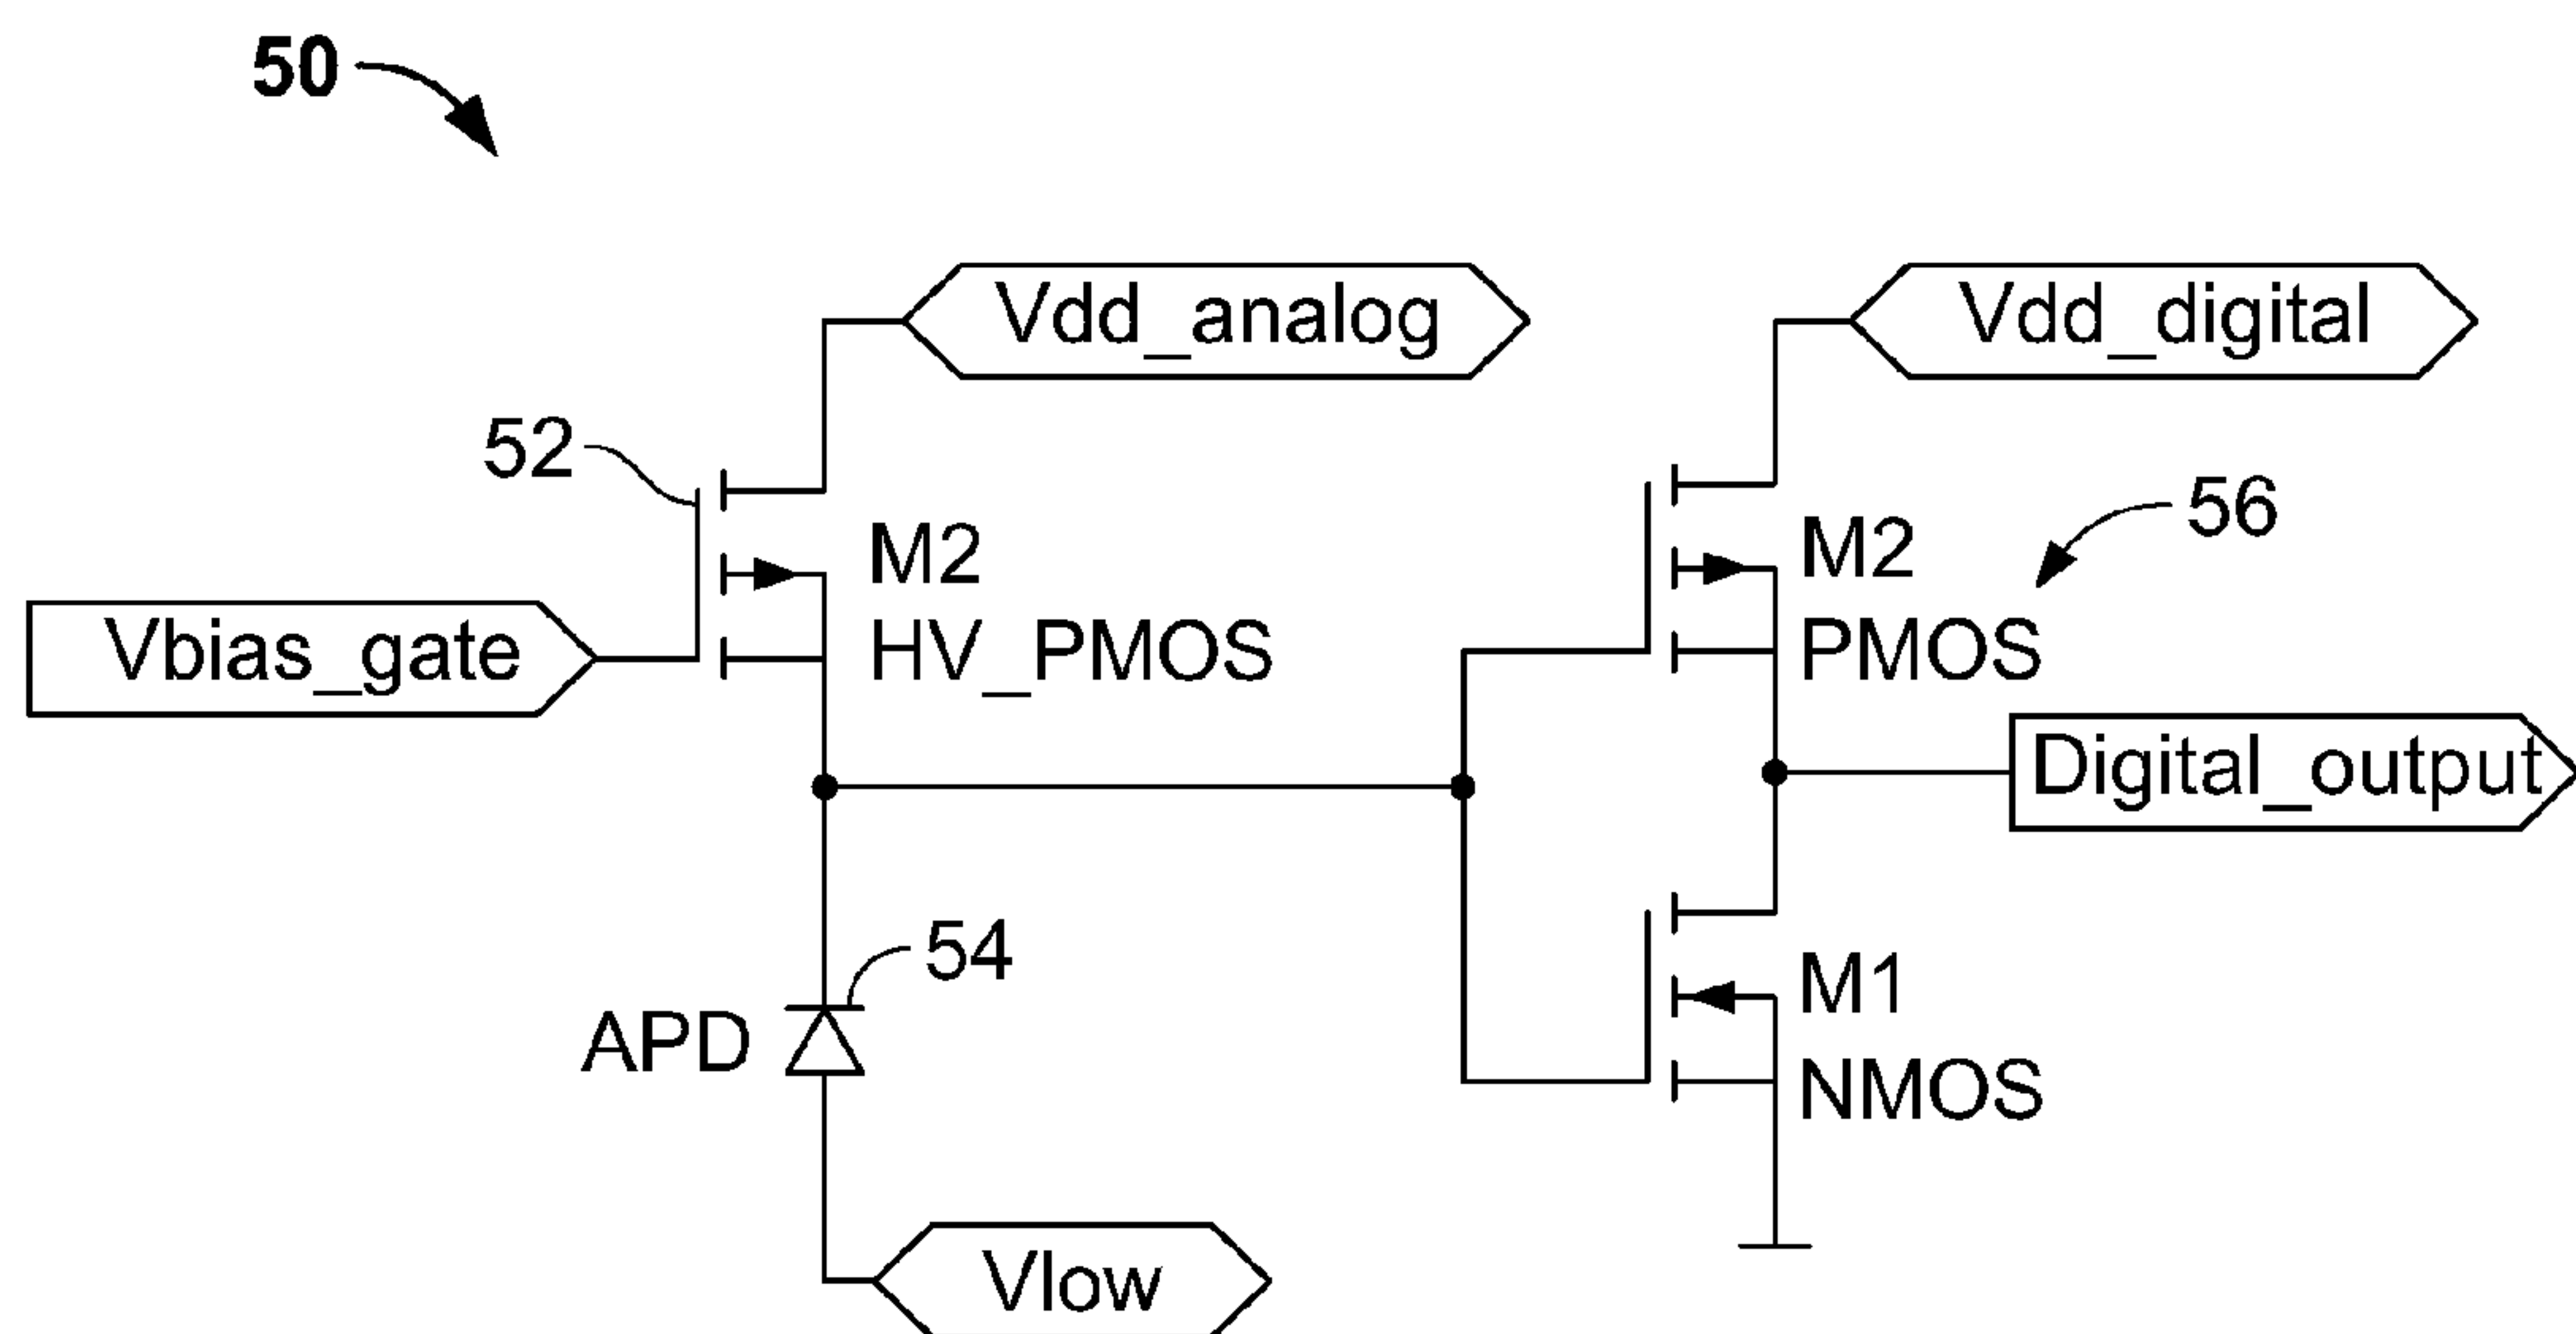 50
Vdd_analog
Vdd_digital
52
56
M2
HV_PMOS
M2
PMOS
Vbias_gate
Digital_output
54
APD
M1
NMOS
Vlow